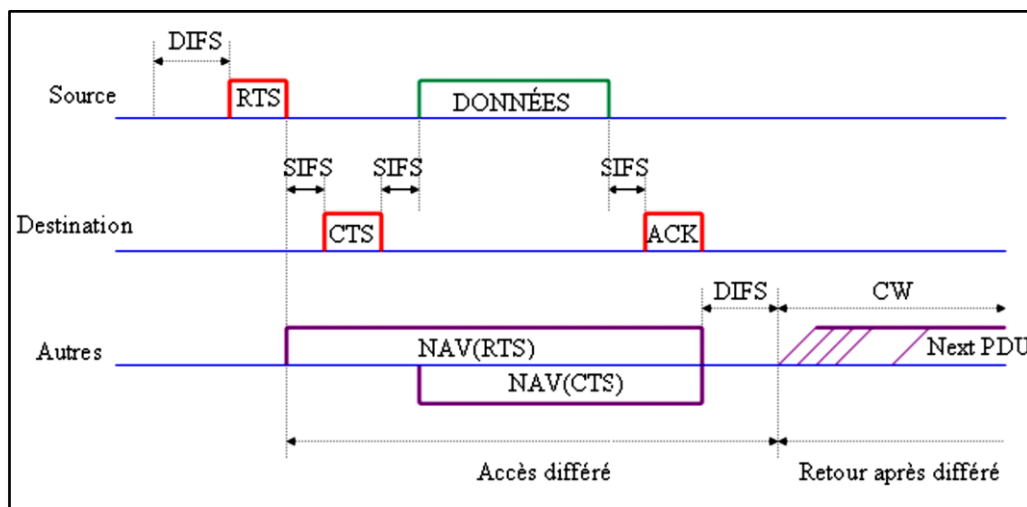 DIFS
Source
RTS
DONNÉES
SIFS
SIFS
SIFS
Destination
CTS
ACK
DIFS
CW
Autres
NAV(RTS)
Next PDU
NAV(CTS)
Accès différé
Retour après différé